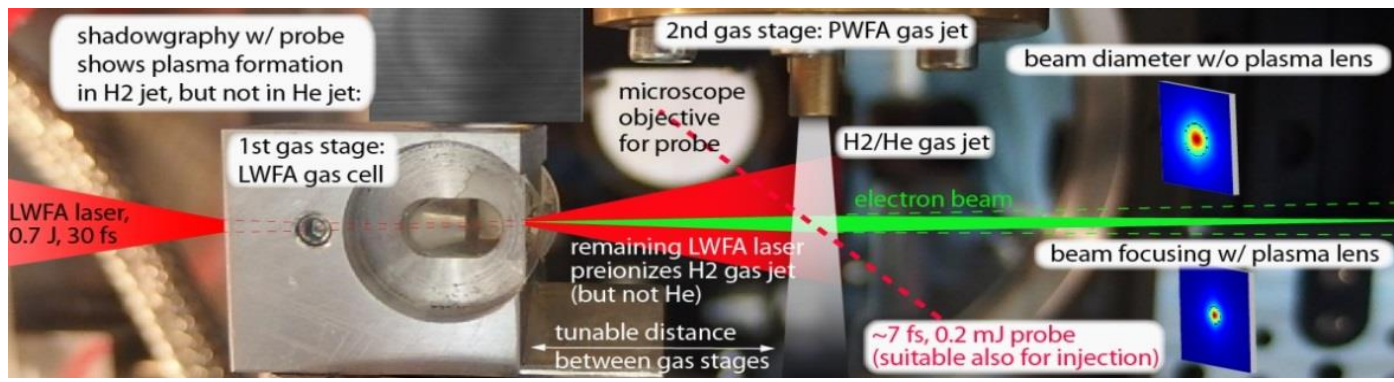 shadowgraphy w/ probe
shows plasma formation
in H2 jet, but not in He jet:
2nd gas stage: PWFA gas jet
beam diameter w/o plasma lens
microscope
objective
for probe
1st gas stage:
LWFA gas cell
H2/He gas jet
LWFA laser,
0.7 J, 30 fs
electron beam
remaining LWFA laser
preionizes H2 gas jet
(but not He)
beam focusing w/ plasma lens
tunable distance
between gas stages
~7 fs, 0.2 mJ probe
(suitable also for injection)